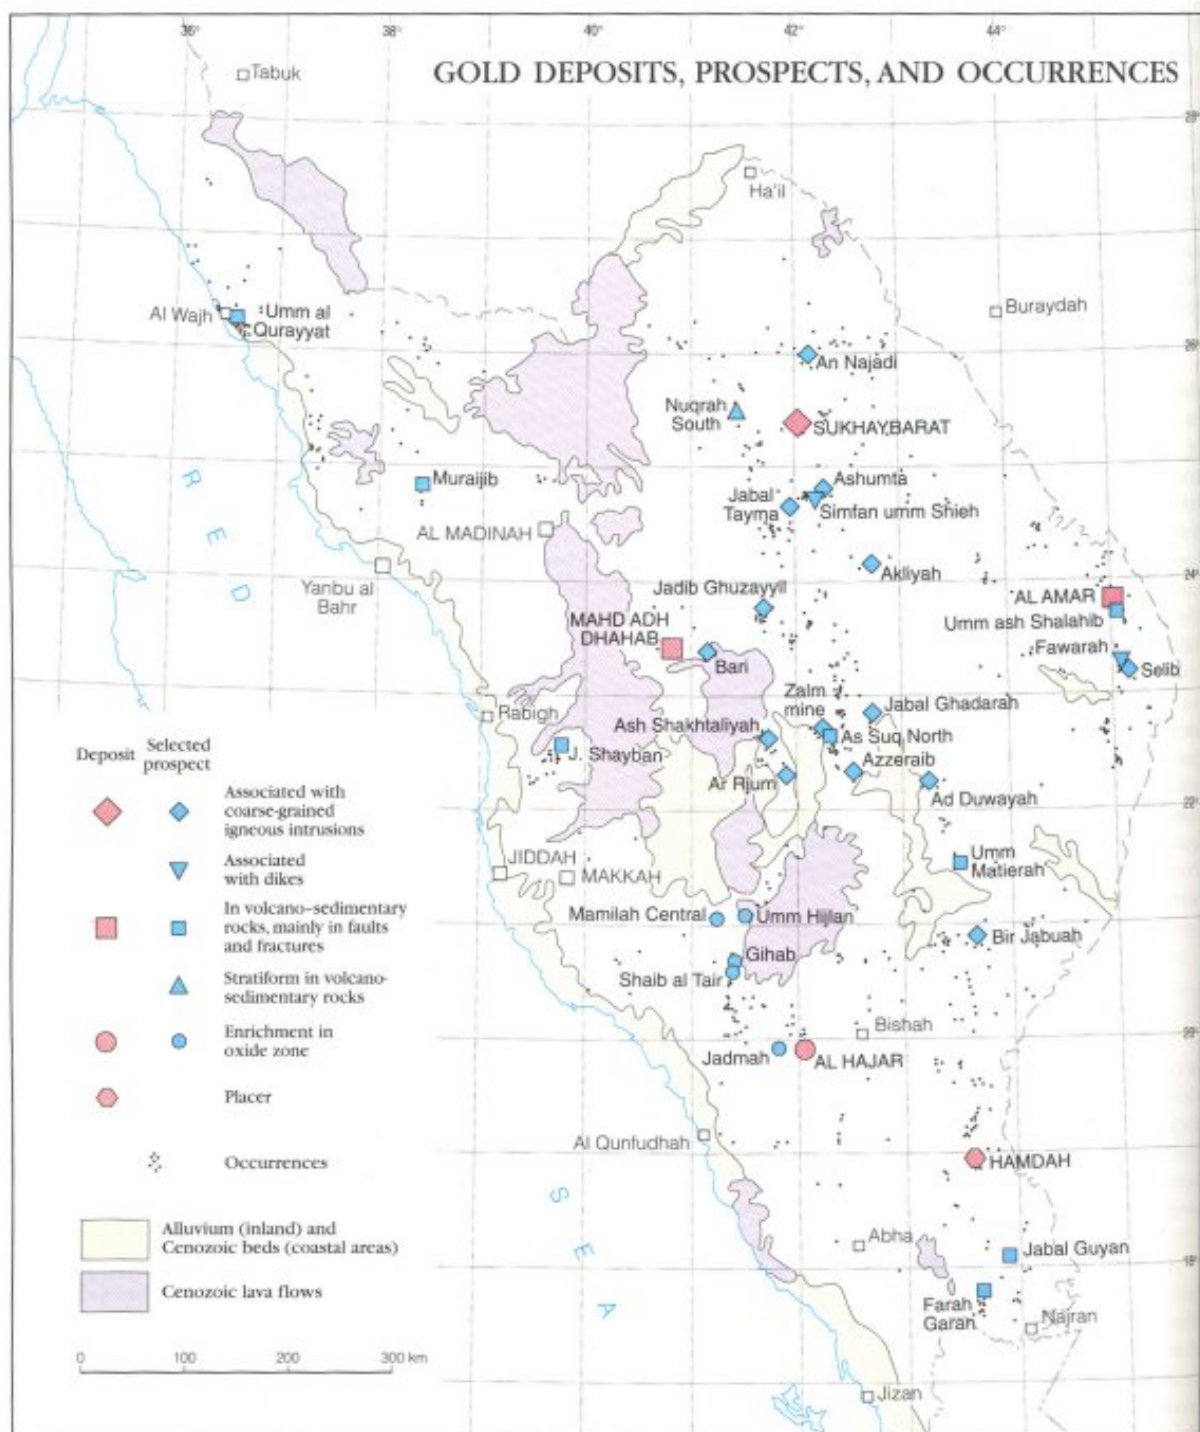 36°
38°
40°
42°
44°
Tabuk
GOLD DEPOSITS, PROSPECTS, AND OCCURRENCES
28°
Ha'il
Al Wajh
Umm al
Qurayyat
Buraydah
26°
An Najadi
Nuqrah
South
SUKHAYBARAT
Muraijib
Ashumta
Jabal
Tayma
Simfan umm Shieh
AL MADINAH
R E D
Yanbu al
Bahr
Akliyah
24°
Jadib Ghuzayyil
AL AMAR
Umm ash Shalahib
MAHD ADH
DHAHAB
Fawarah
Bari
Selib
Zalm
mine
Jabal Ghadarah
Rabigh
Ash Shakhtaliyah
As Suq North
J. Shayban
Azzeraib
Ar Rjum
Ad Duwayah
22°
JIDDAH
MAKKAH
Umm
Matierah
Mamilah Central
Umm Hijlan
Bir Jabuah
Gihab
Shaib al Tair
Bishah
20°
Jadmah
AL HAJAR
Al Qunfudhah
HAMDAH
S E A
Abha
Jabal Guyan
18°
Farah
Garah
Najran
Jizan
Deposit
Selected
prospect
Associated with
coarse-grained
igneous intrusions
Associated
with dikes
In volcano-sedimentary
rocks, mainly in faults
and fractures
Stratiform in volcano-
sedimentary rocks
Enrichment in
oxide zone
Placer
Occurrences
Alluvium (inland) and
Cenozoic beds (coastal areas)
Cenozoic lava flows
0 100 200 300 km